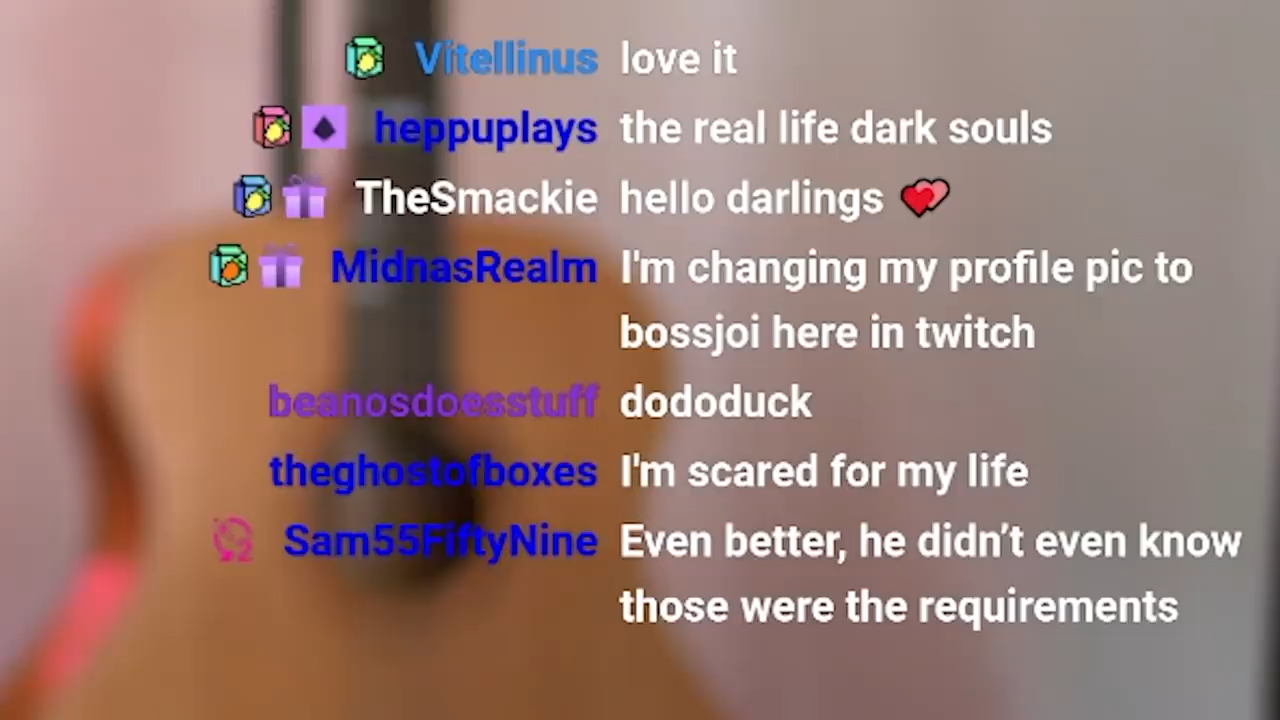 Vitellinus love it
heppuplays the real life dark souls
TheSmackie hello darlings
MidnasRealm I'm changing my profile pic to
bossjoi here in twitch
beanosdoesstuff dododuck
theghostofboxes I'm scared for my life
Sam55FiftyNine Even better, he didn’t even know
those were the requirements